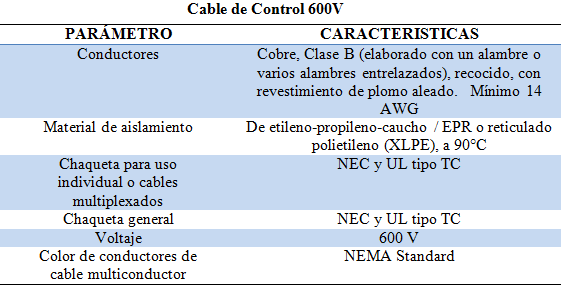 Cable de Control 600V
PARÁMETRO CARACTERISTICAS
Conductores Cobre, Clase B (elaborado con un alambre o
varios alambres entrelazados), recocido, con
revestimiento de plomo aleado. Mínimo 14
AWG
Material de aislamiento De etileno-propileno-caucho / EPR o reticulado
polietileno (XLPE), a 90°C
Chaqueta para uso NEC y UL tipo TC
individual o cables
multiplexados
Chaqueta general NEC y UL tipo TC
Voltaje 600 V
Color de conductores de NEMA Standard
cable multiconductor